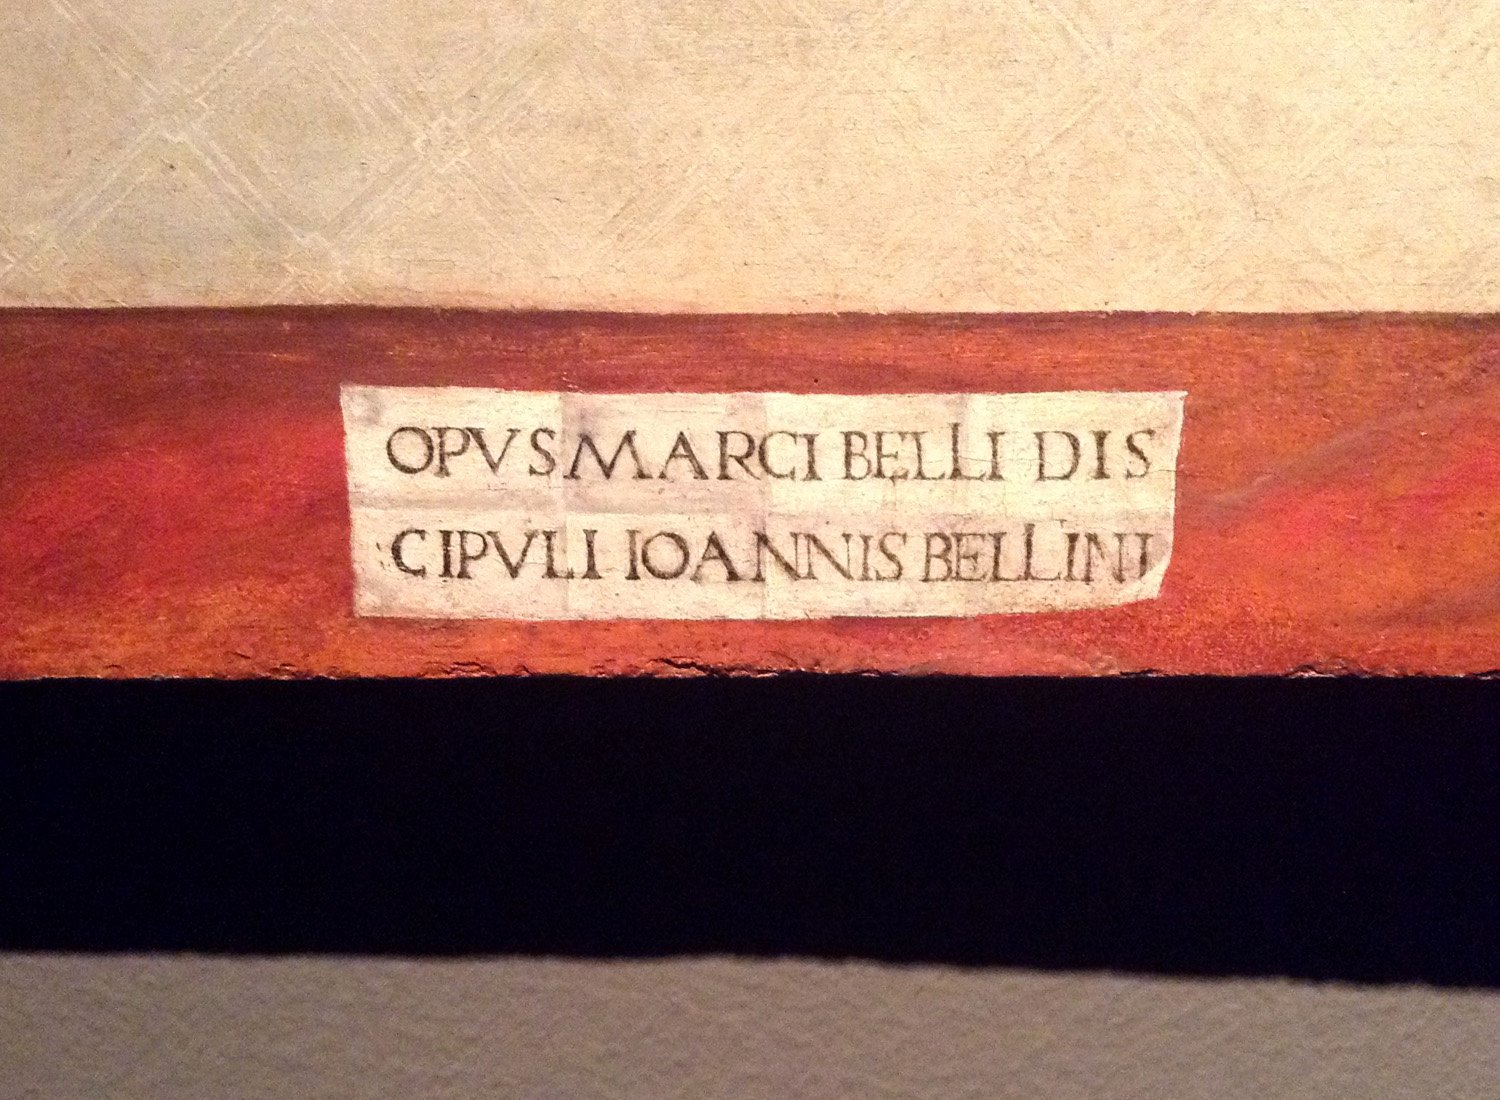 OPVS MARCI BELLI DIS
CIPVLI IOANNIS BELLINI